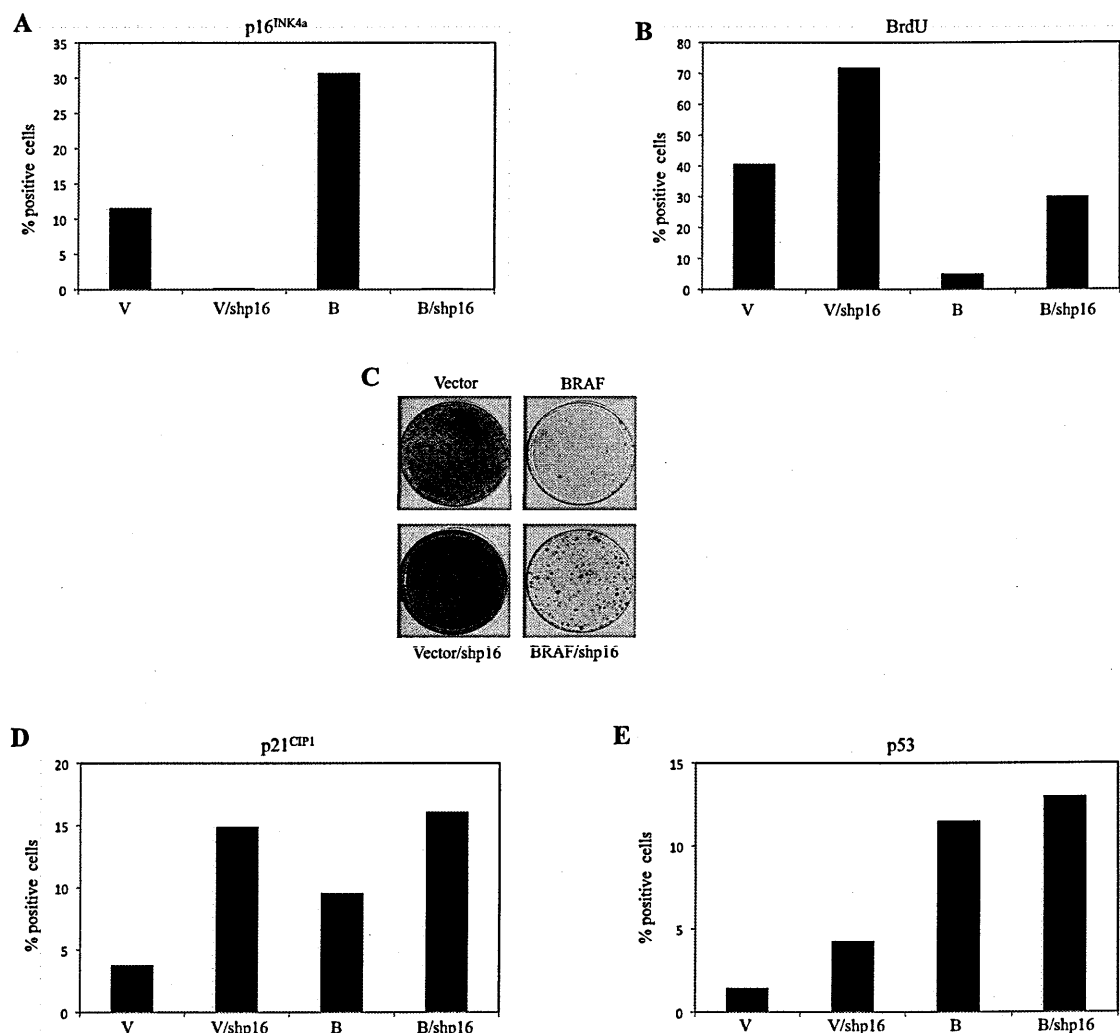 A
p16INK4a
% positive cells
35
30
25
20
15
10
5
0
V
V/shp16
B
B/shp16
B
BrdU
% positive cells
80
70
60
50
40
30
20
10
0
V
V/shp16
B
B/shp16
C
Vector
BRAF
Vector/shp16
BRAF/shp16
D
p21CIP1
% positive cells
20
15
10
5
0
V
V/shp16
B
B/shp16
E
p53
% positive cells
15
10
5
0
V
V/shp16
B
B/shp16